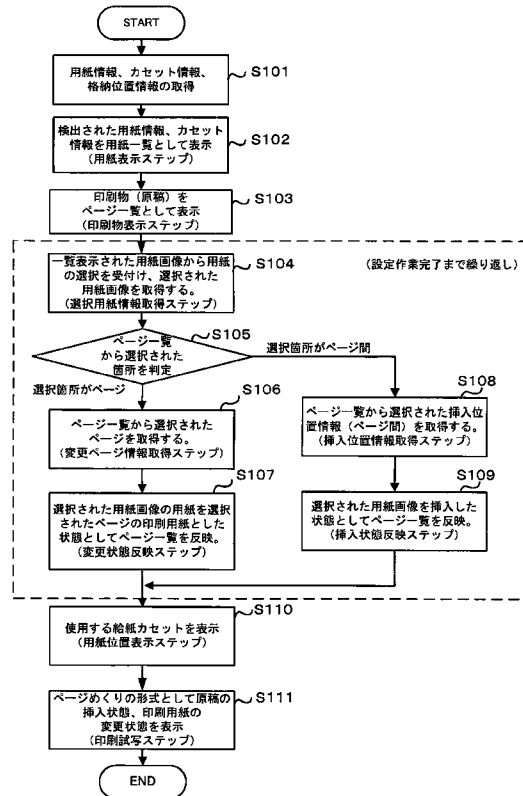 START
S101
用紙情報、カセット情報、
格納位置情報の取得
S102
検出された用紙情報、カセット
情報を用紙一覧として表示
(用紙表示ステップ)
S103
印刷物(原稿)を
ページ一覧として表示
(印刷物表示ステップ)
S104
(設定作業完了まで繰り返し)
一覧表示された用紙画像から用紙
の選択を受付け、選択された
用紙画像を取得する。
(選択用紙情報取得ステップ)
S105
ページ一覧
から選択された
箇所を判定
選択箇所がページ間
選択箇所がページ
S106
ページ一覧から選択された
ページを取得する。
(変更ページ情報取得ステップ)
S108
ページ一覧から選択された挿入位
置情報(ページ間)を取得する。
(挿入位置情報取得ステップ)
S107
選択された用紙画像の用紙を選択
されたページの印刷用紙とした
状態としてページ一覧を反映。
(変更状態反映ステップ)
S109
選択された用紙画像を挿入した
状態としてページ一覧を反映。
(挿入状態反映ステップ)
S110
使用する給紙カセットを表示
(用紙位置表示ステップ)
S111
ページめくりの形式として原稿の
挿入状態、印刷用紙の
変更状態を表示
(印刷試写ステップ)
END